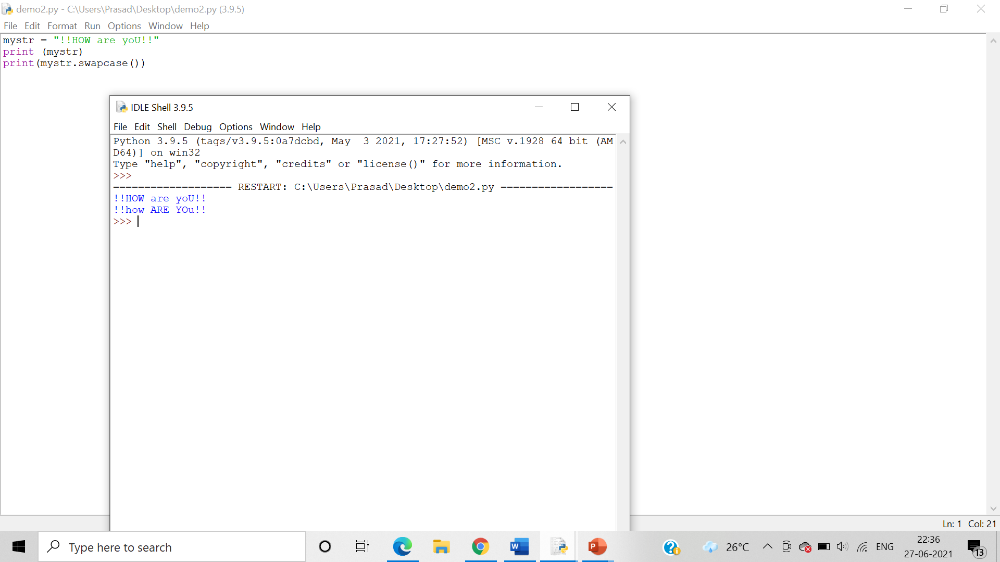 demo2.py - C:\Users\Prasad\Desktop\demo2.py (3.9.5)
File Edit Format Run Options Window Help
mystr = "!!HOW are yoU!!"
print (mystr)
print(mystr.swapcase())
IDLE Shell 3.9.5
File Edit Shell Debug Options Window Help
Python 3.9.5 (tags/v3.9.5:0a7dcbd, May  3 2021, 17:27:52) [MSC v.1928 64 bit (AM
D64)] on win32
Type "help", "copyright", "credits" or "license()" for more information.
>>>
=================== RESTART: C:\Users\Prasad\Desktop\demo2.py ==================
!!HOW are yoU!!
!!how ARE YOu!!
>>>
Ln: 1 Col: 21
Type here to search
26°C
ENG
22:36
27-06-2021
13